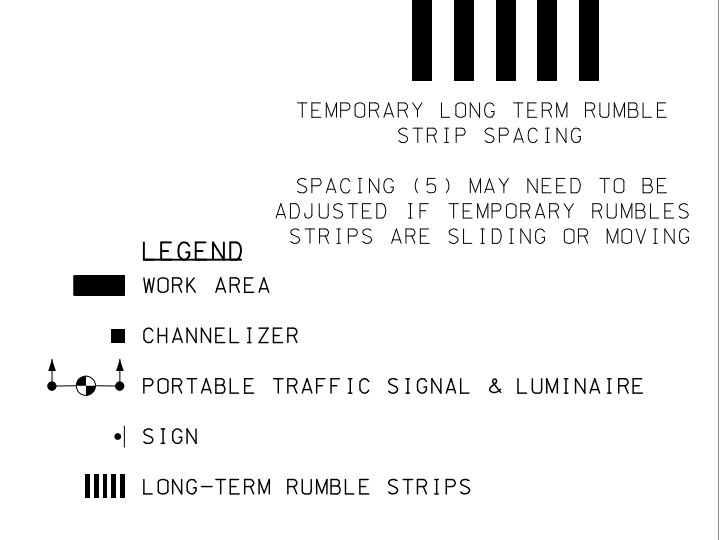 TEMPORARY LONG TERM RUMBLE
STRIP SPACING
SPACING (5) MAY NEED TO BE
ADJUSTED IF TEMPORARY RUMBLES
STRIPS ARE SLIDING OR MOVING
LEGEND
WORK AREA
CHANNELIZER
PORTABLE TRAFFIC SIGNAL & LUMINAIRE
SIGN
LONG-TERM RUMBLE STRIPS